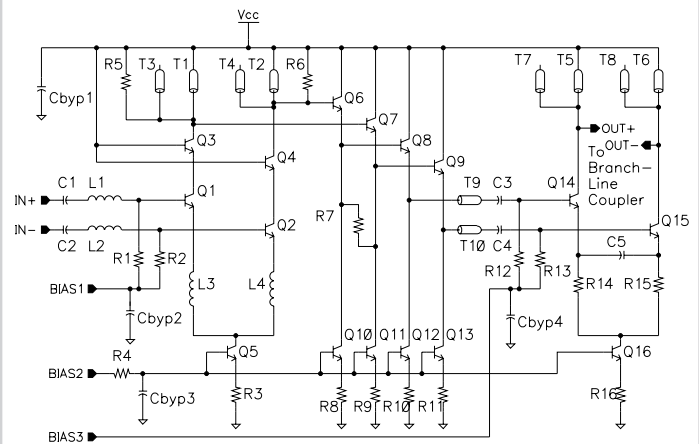 Vcc
R5 T3 T1 T4 T2 R6 T7 T5 T8 T6
Cbyp1
Q6
Q7
Q3 Q8
OUT+
OUT-
Q4 Q9
To
Branch-
Line
Coupler
C1 L1 Q1 T9 C3 Q14
IN+
R7
Q2 Q15
IN-
C2 L2 T10 C4 C5
R1 R2 R12 R13
L3 L4 R14 R15
BIAS1
Cbyp2 Cbyp4
Q10 Q11 Q12 Q13
R4 Q5 Q16
BIAS2
Cbyp3 R3 R8 R9 R10 R11 R16
BIAS3